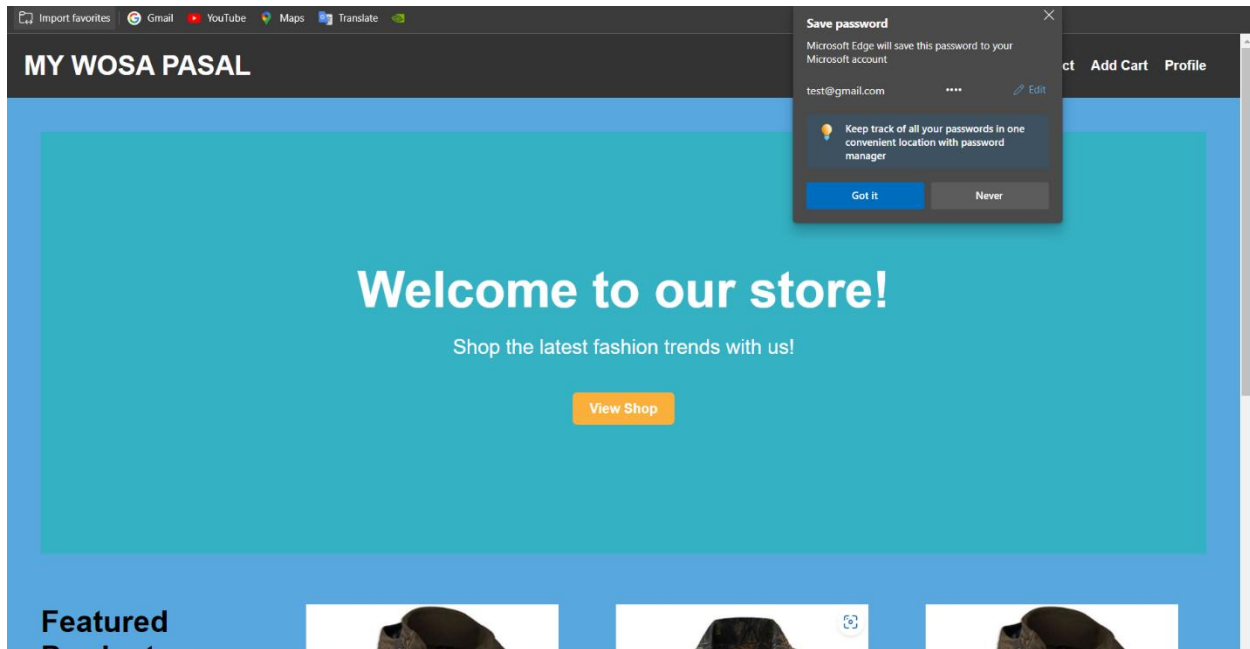 Import favorites Gmail YouTube Maps Translate
MY WOSA PASAL
ct Add Cart Profile
Save password
Microsoft Edge will save this password to your
Microsoft account
test@gmail.com •••• Edit
Keep track of all your passwords in one
convenient location with password
manager
Got it Never
Welcome to our store!
Shop the latest fashion trends with us!
View Shop
Featured